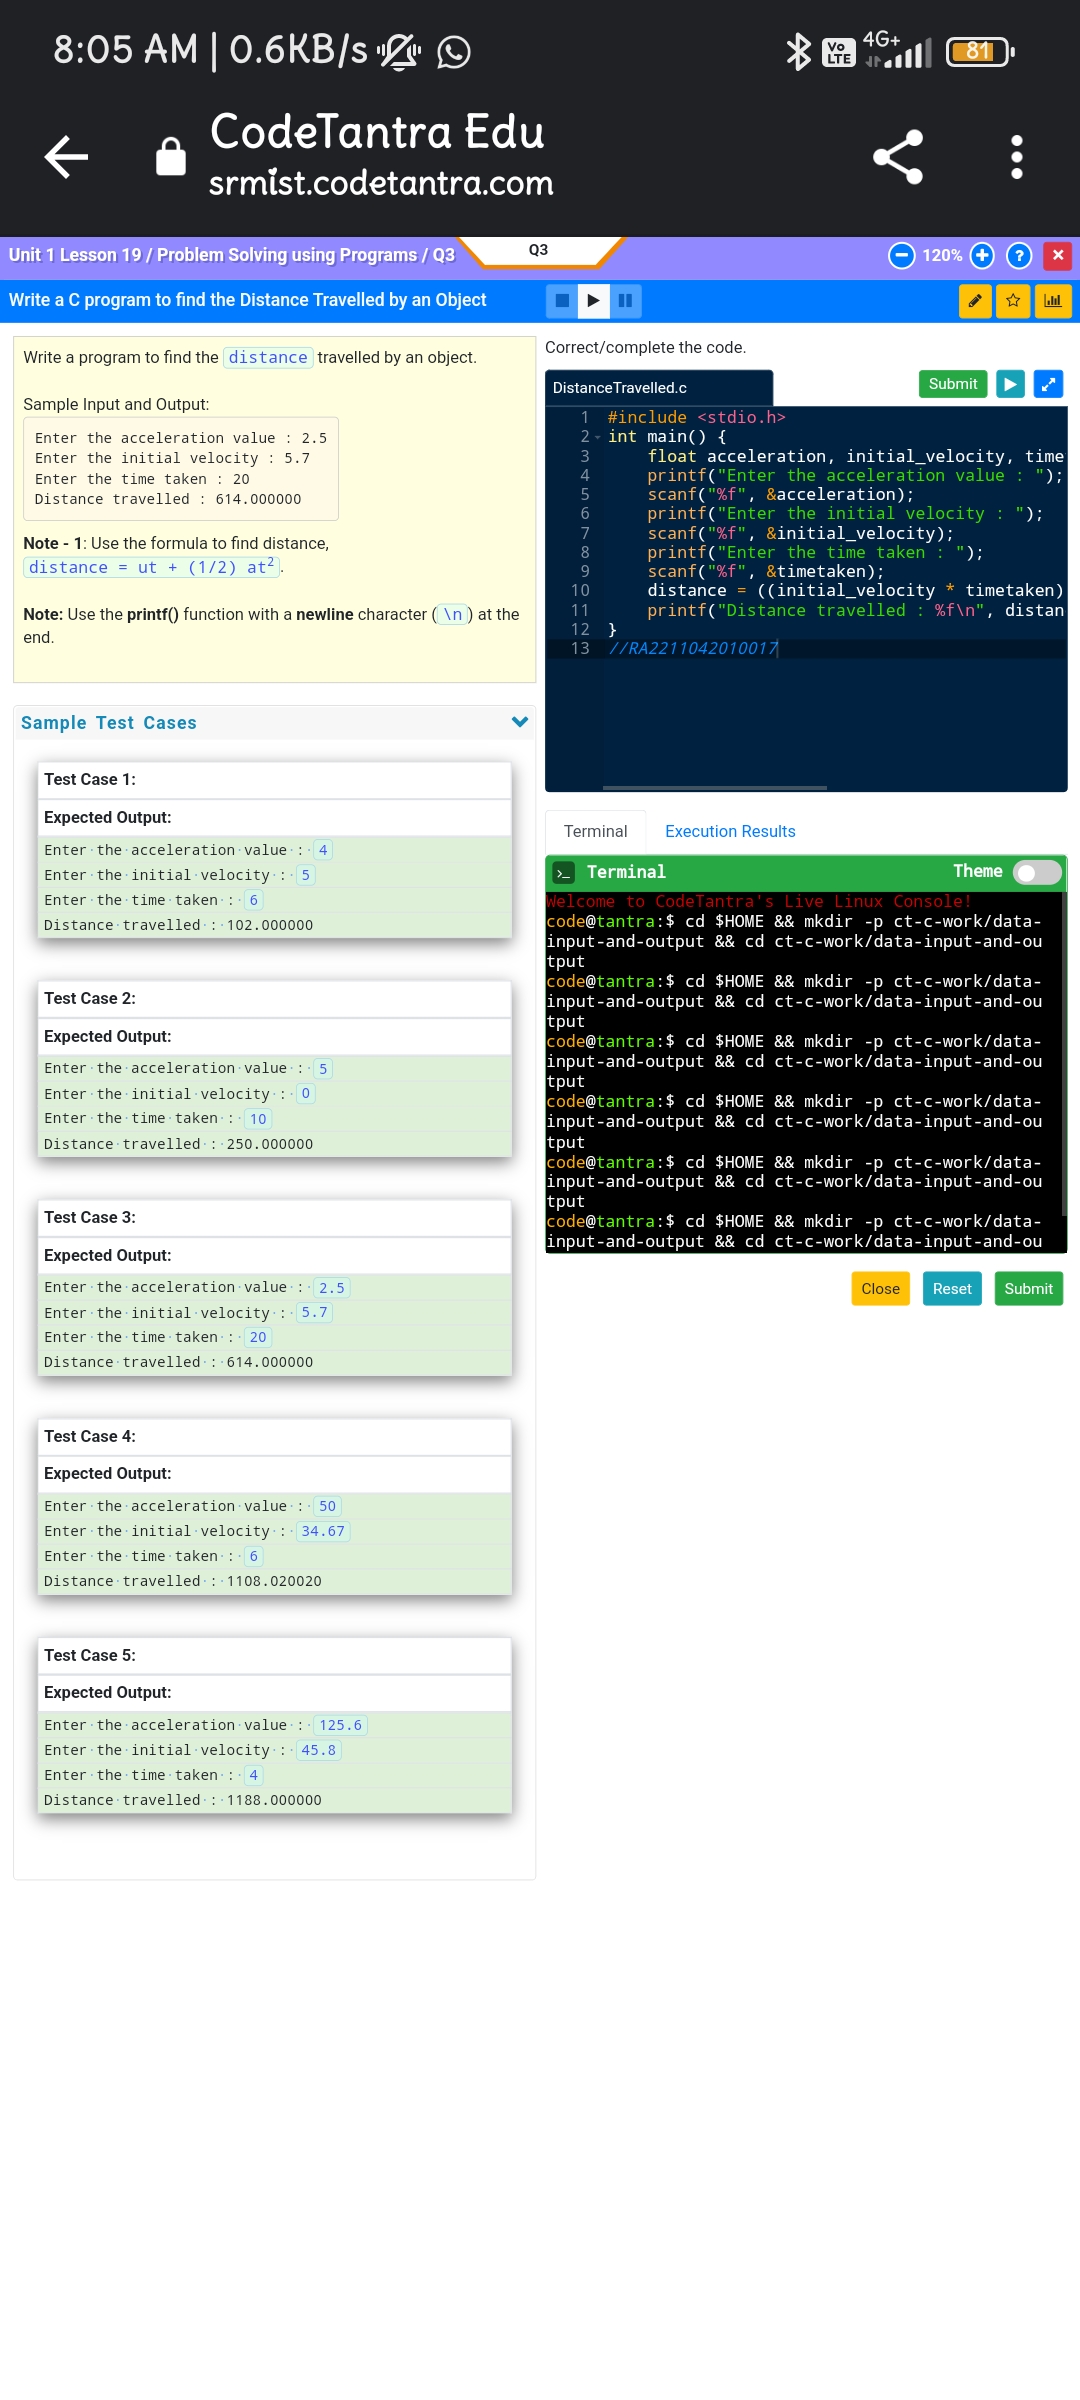 8:05 AM | 0.6KB/s
Vo LTE 4G+ 81
CodeTantra Edu
srmist.codetantra.com
Unit 1 Lesson 19 / Problem Solving using Programs / Q3
Q3
120%
?
Write a C program to find the Distance Travelled by an Object
Write a program to find the distance travelled by an object.
Sample Input and Output:
Enter the acceleration value : 2.5
Enter the initial velocity : 5.7
Enter the time taken : 20
Distance travelled : 614.000000
Note - 1: Use the formula to find distance,
distance = ut + (1/2) at².
Note: Use the printf() function with a newline character (\n) at the
end.
Sample Test Cases
Test Case 1:
Expected Output:
Enter·the·acceleration·value·:·4
Enter·the·initial·velocity·:·5
Enter·the·time·taken·:·6
Distance·travelled·:·102.000000
Test Case 2:
Expected Output:
Enter·the·acceleration·value·:·5
Enter·the·initial·velocity·:·0
Enter·the·time·taken·:·10
Distance·travelled·:·250.000000
Test Case 3:
Expected Output:
Enter·the·acceleration·value·:·2.5
Enter·the·initial·velocity·:·5.7
Enter·the·time·taken·:·20
Distance·travelled·:·614.000000
Test Case 4:
Expected Output:
Enter·the·acceleration·value·:·50
Enter·the·initial·velocity·:·34.67
Enter·the·time·taken·:·6
Distance·travelled·:·1108.020020
Test Case 5:
Expected Output:
Enter·the·acceleration·value·:·125.6
Enter·the·initial·velocity·:·45.8
Enter·the·time·taken·:·4
Distance·travelled·:·1188.000000
Correct/complete the code.
DistanceTravelled.c
Submit
1 #include <stdio.h>
2 int main() {
3 float acceleration, initial_velocity, time
4 printf("Enter the acceleration value : ");
5 scanf("%f", &acceleration);
6 printf("Enter the initial velocity : ");
7 scanf("%f", &initial_velocity);
8 printf("Enter the time taken : ");
9 scanf("%f", &timetaken);
10 distance = ((initial_velocity * timetaken)
11 printf("Distance travelled : %f\n", distan
12 }
13 //RA2211042010017
Terminal
Execution Results
>_ Terminal
Theme
Welcome to CodeTantra's Live Linux Console!
code@tantra:$ cd $HOME && mkdir -p ct-c-work/data-
input-and-output && cd ct-c-work/data-input-and-ou
tput
code@tantra:$ cd $HOME && mkdir -p ct-c-work/data-
input-and-output && cd ct-c-work/data-input-and-ou
tput
code@tantra:$ cd $HOME && mkdir -p ct-c-work/data-
input-and-output && cd ct-c-work/data-input-and-ou
tput
code@tantra:$ cd $HOME && mkdir -p ct-c-work/data-
input-and-output && cd ct-c-work/data-input-and-ou
tput
code@tantra:$ cd $HOME && mkdir -p ct-c-work/data-
input-and-output && cd ct-c-work/data-input-and-ou
tput
code@tantra:$ cd $HOME && mkdir -p ct-c-work/data-
input-and-output && cd ct-c-work/data-input-and-ou
Close
Reset
Submit